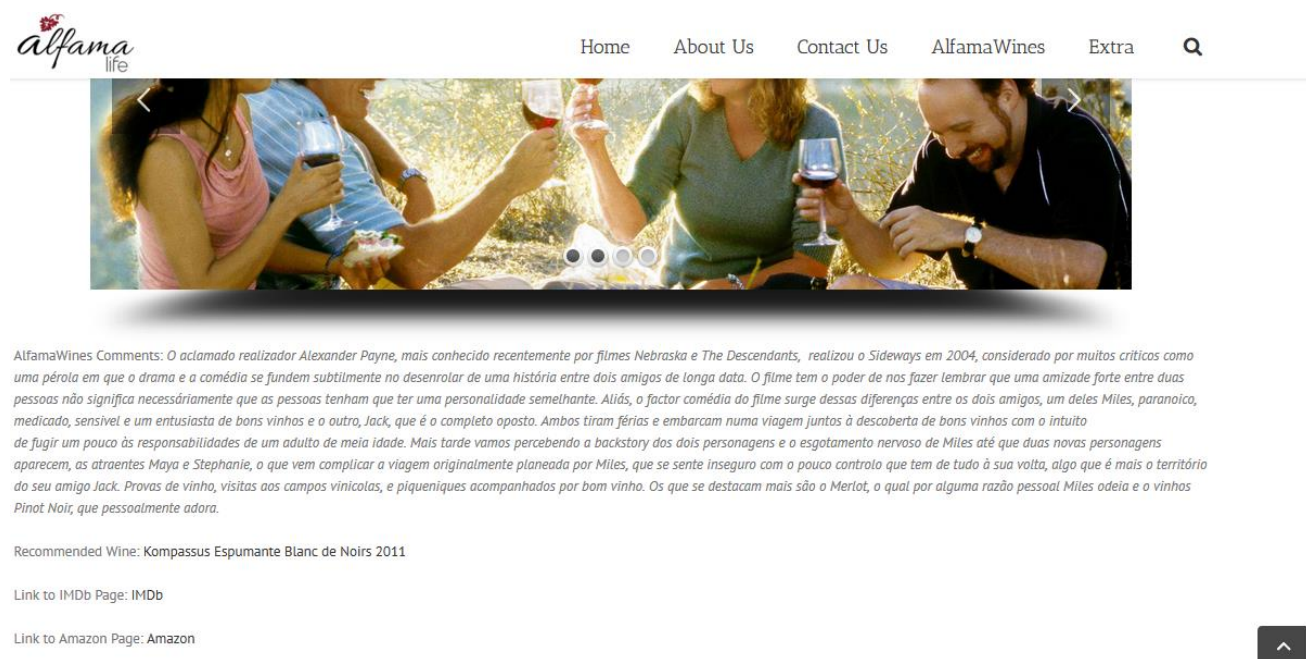 alfama
life
Home About Us Contact Us AlfamaWines Extra
AlfamaWines Comments: O aclamado realizador Alexander Payne, mais conhecido recentemente por filmes Nebraska e The Descendants, realizou o Sideways em 2004, considerado por muitos criticos como
uma pérola em que o drama e a comédia se fundem subtilmente no desenrolar de uma história entre dois amigos de longa data. O filme tem o poder de nos fazer lembrar que uma amizade forte entre duas
pessoas não significa necessáriamente que as pessoas tenham que ter uma personalidade semelhante. Aliás, o factor comédia do filme surge dessas diferenças entre os dois amigos, um deles Miles, paranoico,
medicado, sensivel e um entusiasta de bons vinhos e o outro, Jack, que é o completo oposto. Ambos tiram férias e embarcam numa viagem juntos à descoberta de bons vinhos com o intuito
de fugir um pouco às responsabilidades de um adulto de meia idade. Mais tarde vamos percebendo a backstory dos dois personagens e o esgotamento nervoso de Miles até que duas novas personagens
aparecem, as atraentes Maya e Stephanie, o que vem complicar a viagem originalmente planeada por Miles, que se sente inseguro com o pouco controlo que tem de tudo à sua volta, algo que é mais o território
do seu amigo Jack. Provas de vinho, visitas aos campos vinicolas, e piqueniques acompanhados por bom vinho. Os que se destacam mais são o Merlot, o qual por alguma razão pessoal Miles odeia e o vinhos
Pinot Noir, que pessoalmente adora.
Recommended Wine: Kompassus Espumante Blanc de Noirs 2011
Link to IMDb Page: IMDb
Link to Amazon Page: Amazon